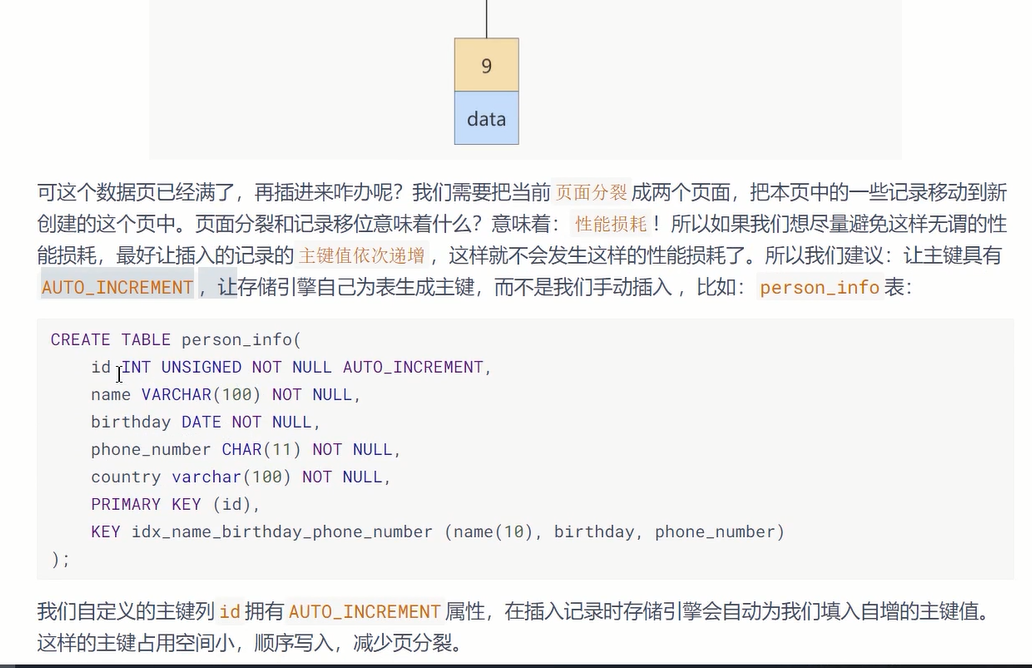 9
data
可这个数据页已经满了，再插进来咋办呢？我们需要把当前 页面分裂 成两个页面，把本页中的一些记录移动到新
创建的这个页中。页面分裂和记录移位意味着什么？意味着： 性能损耗 ！所以如果我们想尽量避免这样无谓的性
能损耗，最好让插入的记录的 主键值依次递增 ，这样就不会发生这样的性能损耗了。所以我们建议：让主键具有
AUTO_INCREMENT ，让存储引擎自己为表生成主键，而不是我们手动插入 ，比如： person_info 表：
CREATE TABLE person_info(
id INT UNSIGNED NOT NULL AUTO_INCREMENT,
name VARCHAR(100) NOT NULL,
birthday DATE NOT NULL,
phone_number CHAR(11) NOT NULL,
country varchar(100) NOT NULL,
PRIMARY KEY (id),
KEY idx_name_birthday_phone_number (name(10), birthday, phone_number)
);
我们自定义的主键列 id 拥有 AUTO_INCREMENT 属性，在插入记录时存储引擎会自动为我们填入自增的主键值。
这样的主键占用空间小，顺序写入，减少页分裂。